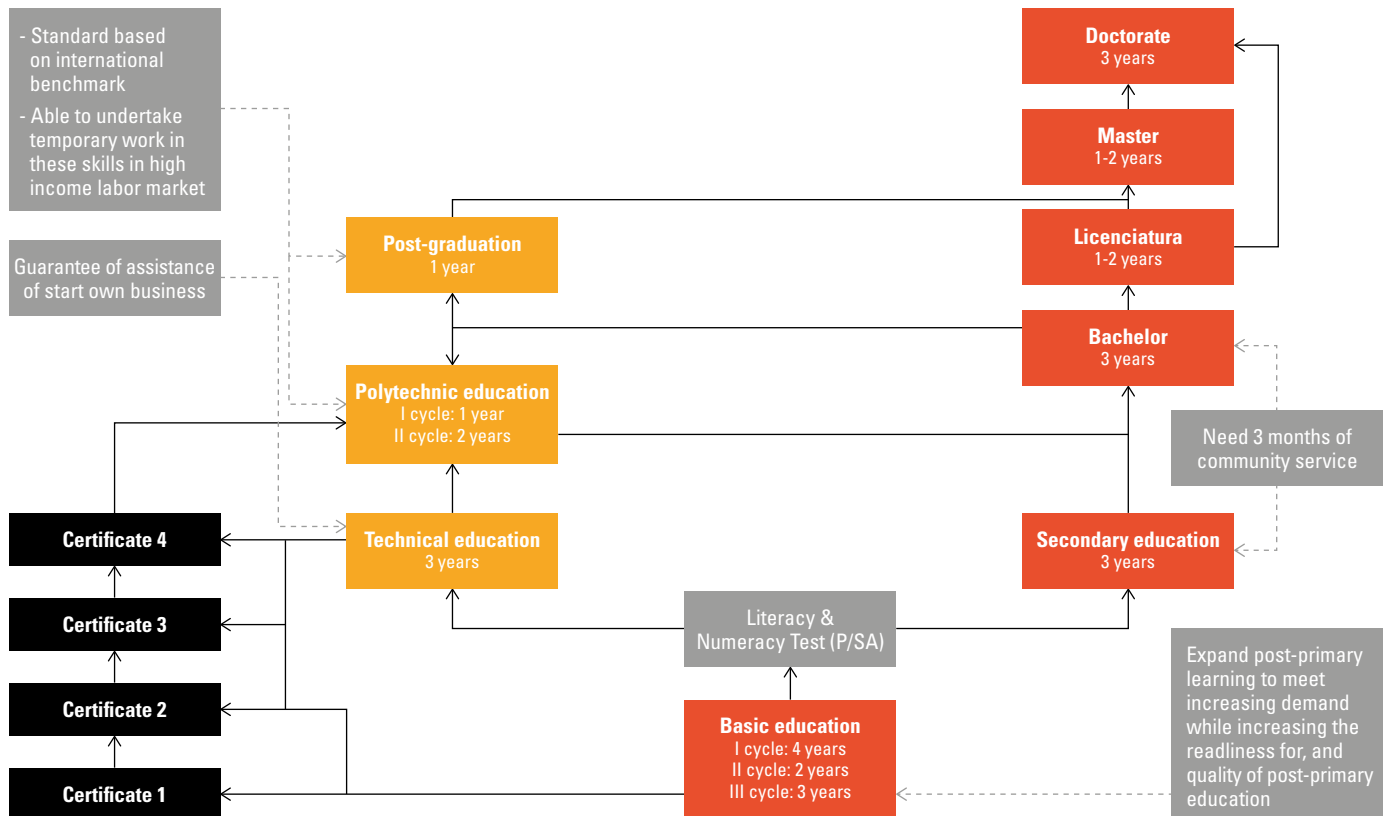 - Standard based
on international
benchmark
- Able to undertake
temporary work in
these skills in high
income labor market
Guarantee of assistance
of start own business
Doctorate
3 years
Master
1-2 years
Post-graduation
1 year
Licenciatura
1-2 years
Bachelor
3 years
Polytechnic education
I cycle: 1 year
II cycle: 2 years
Need 3 months of
community service
Certificate 4
Technical education
3 years
Secondary education
3 years
Certificate 3
Literacy &
Numeracy Test (P/SA)
Certificate 2
Basic education
I cycle: 4 years
II cycle: 2 years
III cycle: 3 years
Expand post-primary
learning to meet
increasing demand
while increasing the
readliness for, and
quality of post-primary
education
Certificate 1